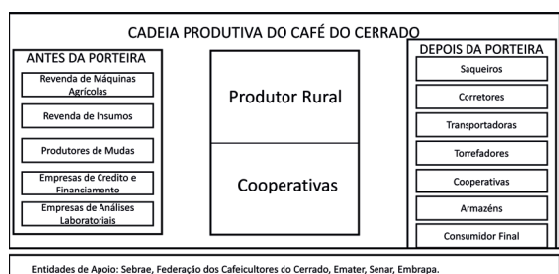 CADEIA PRODUTIVA DO CAFÉ DO CERRADO
ANTES DA PORTEIRA
Revenda de Máquinas
Agrícolas
Revenda de Insumos
Produtores de Mudas
Empresas de Credito e
Financiamento
Empresas de Análises
Laboratoriais
Produtor Rural
Cooperativas
DEPOIS DA PORTEIRA
Saqueiros
Corretores
Transportadoras
Torrefadores
Cooperativas
Armazéns
Consumidor Final
Entidades de Apoio: Sebrae, Federação dos Cafeicultores do Cerrado, Emater, Senar, Embrapa.